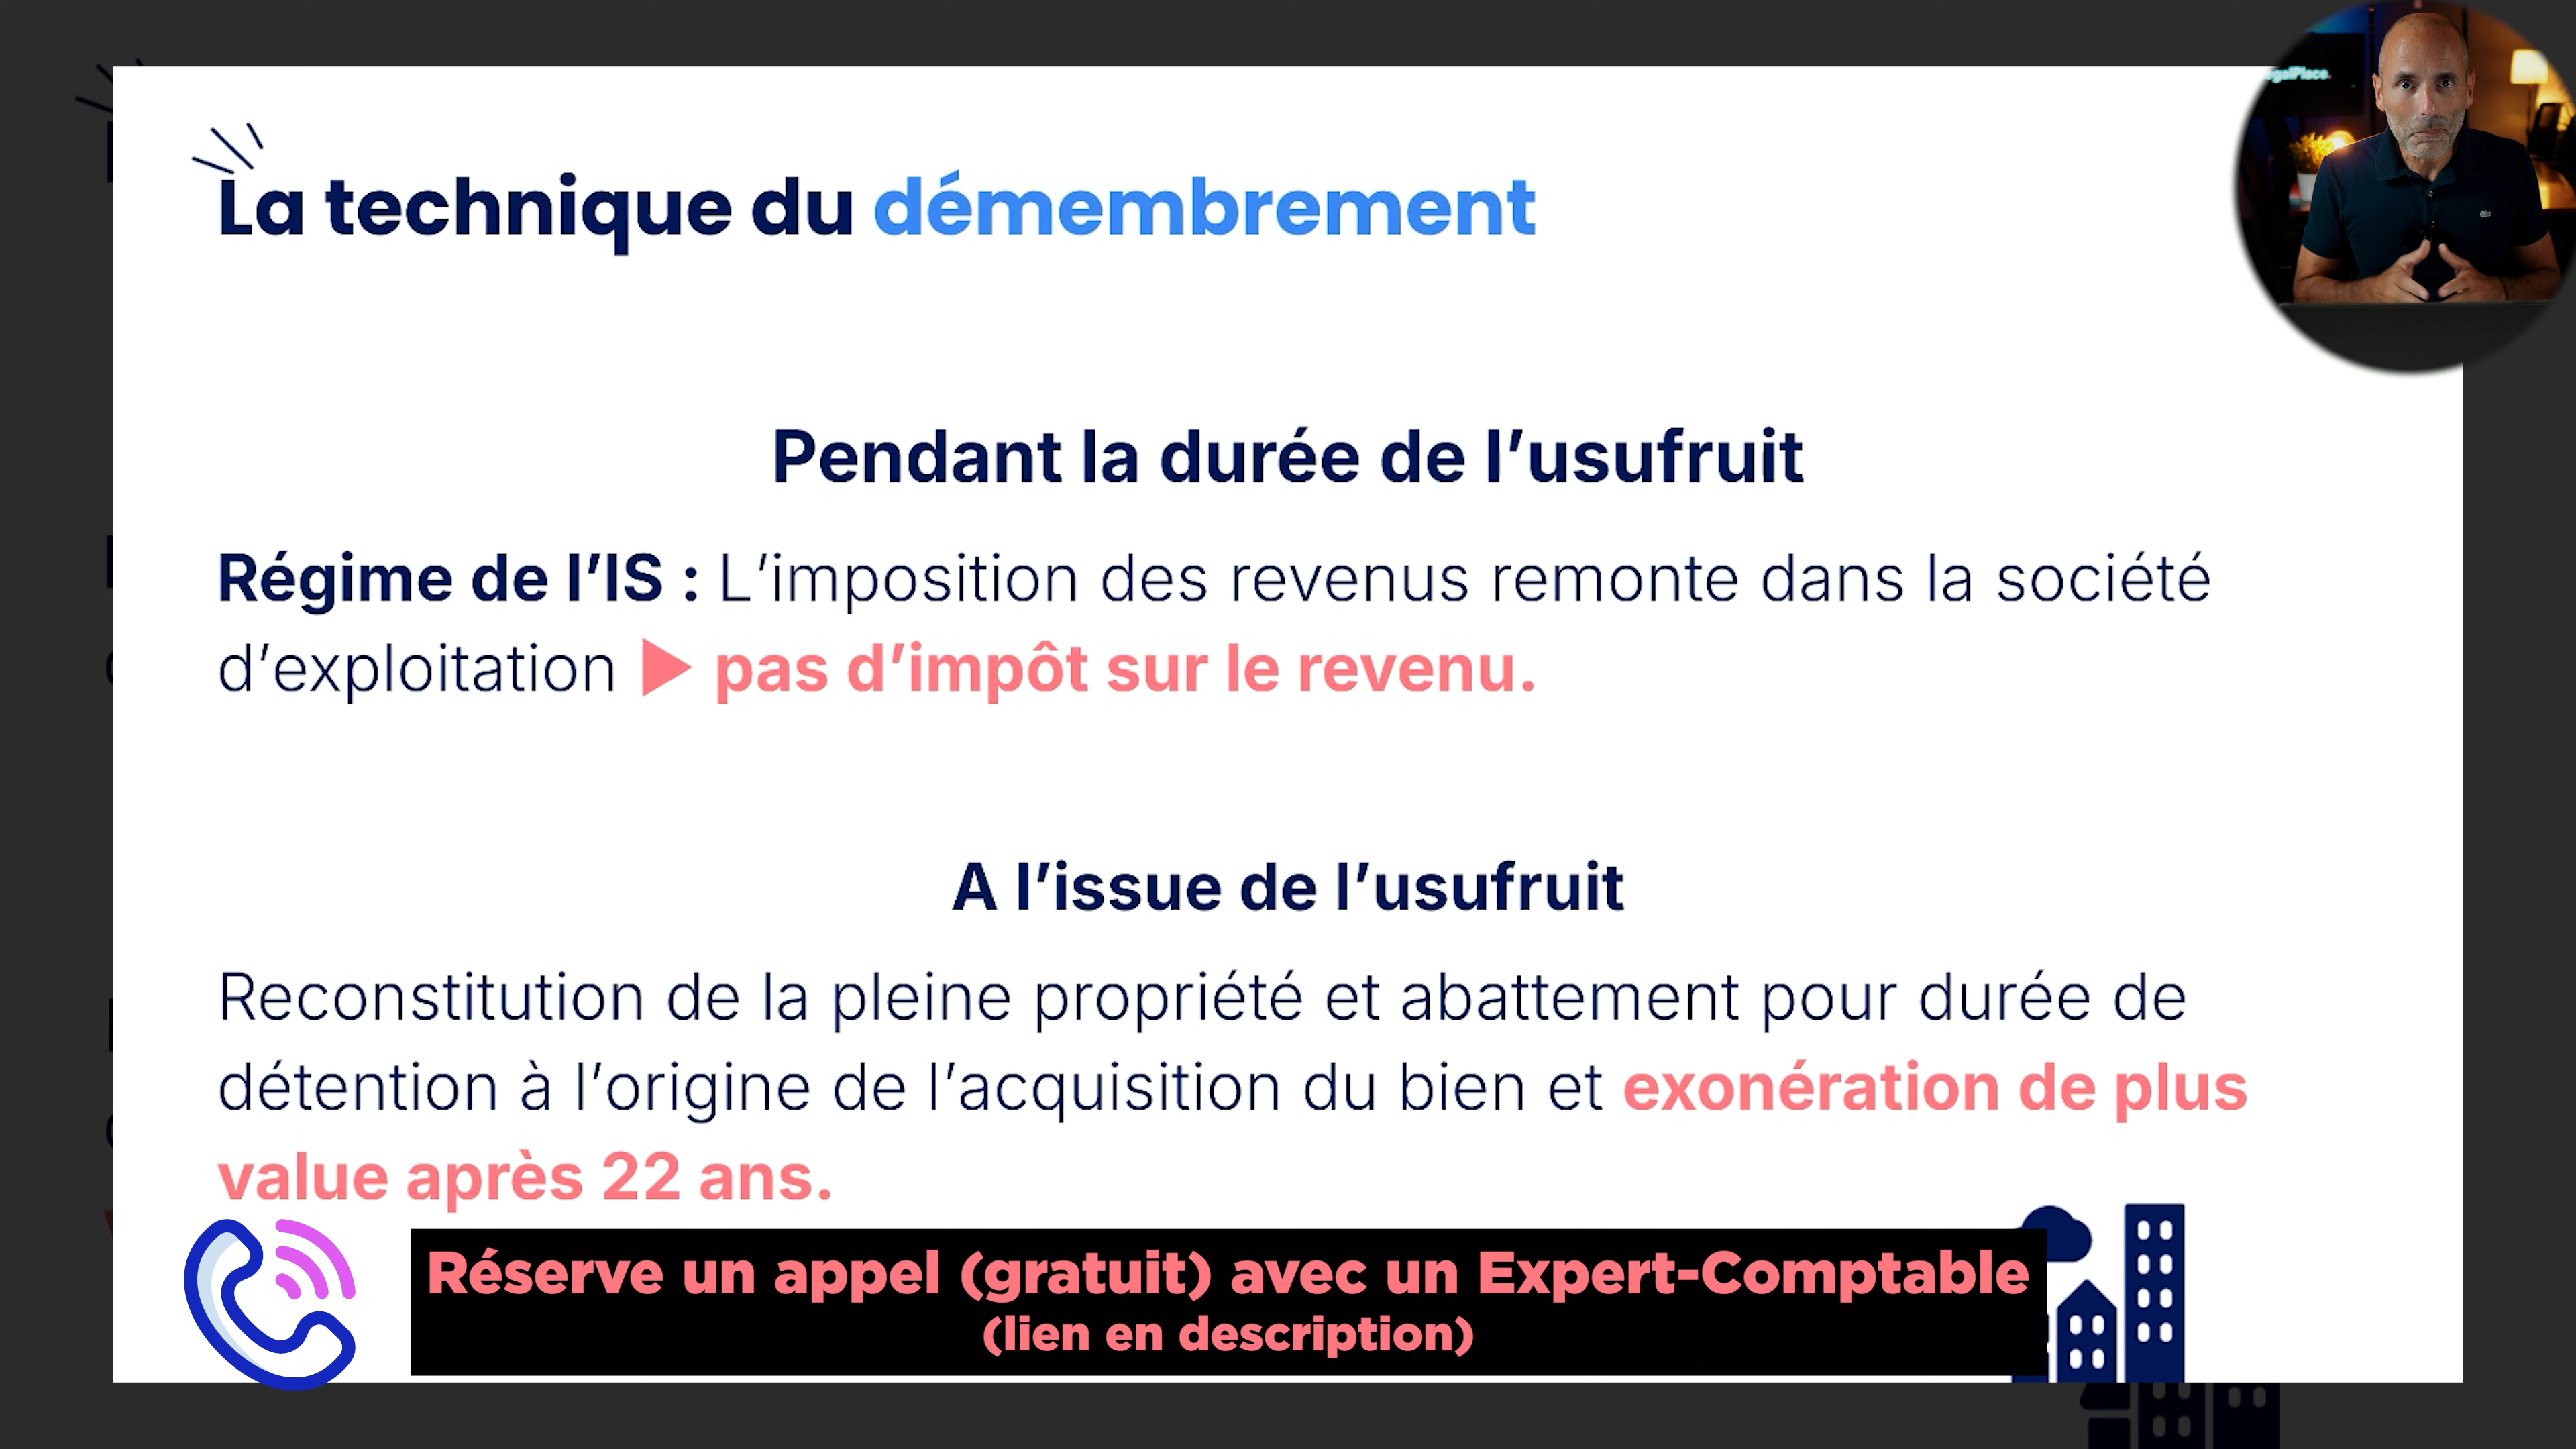 La technique du démembrement
Pendant la durée de l’usufruit
Régime de l’IS : L’imposition des revenus remonte dans la société
d’exploitation ▶ pas d’impôt sur le revenu.
A l’issue de l’usufruit
Reconstitution de la pleine propriété et abattement pour durée de
détention à l’origine de l’acquisition du bien et exonération de plus
value après 22 ans.
Réserve un appel (gratuit) avec un Expert-Comptable
(lien en description)